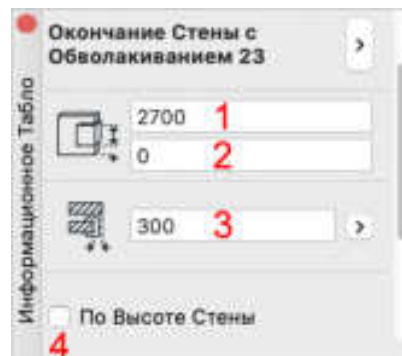 Окончание Стены с
Обволакиванием 23
Информационное Табло
2700 1
0 2
300 3
По Высоте Стены
4